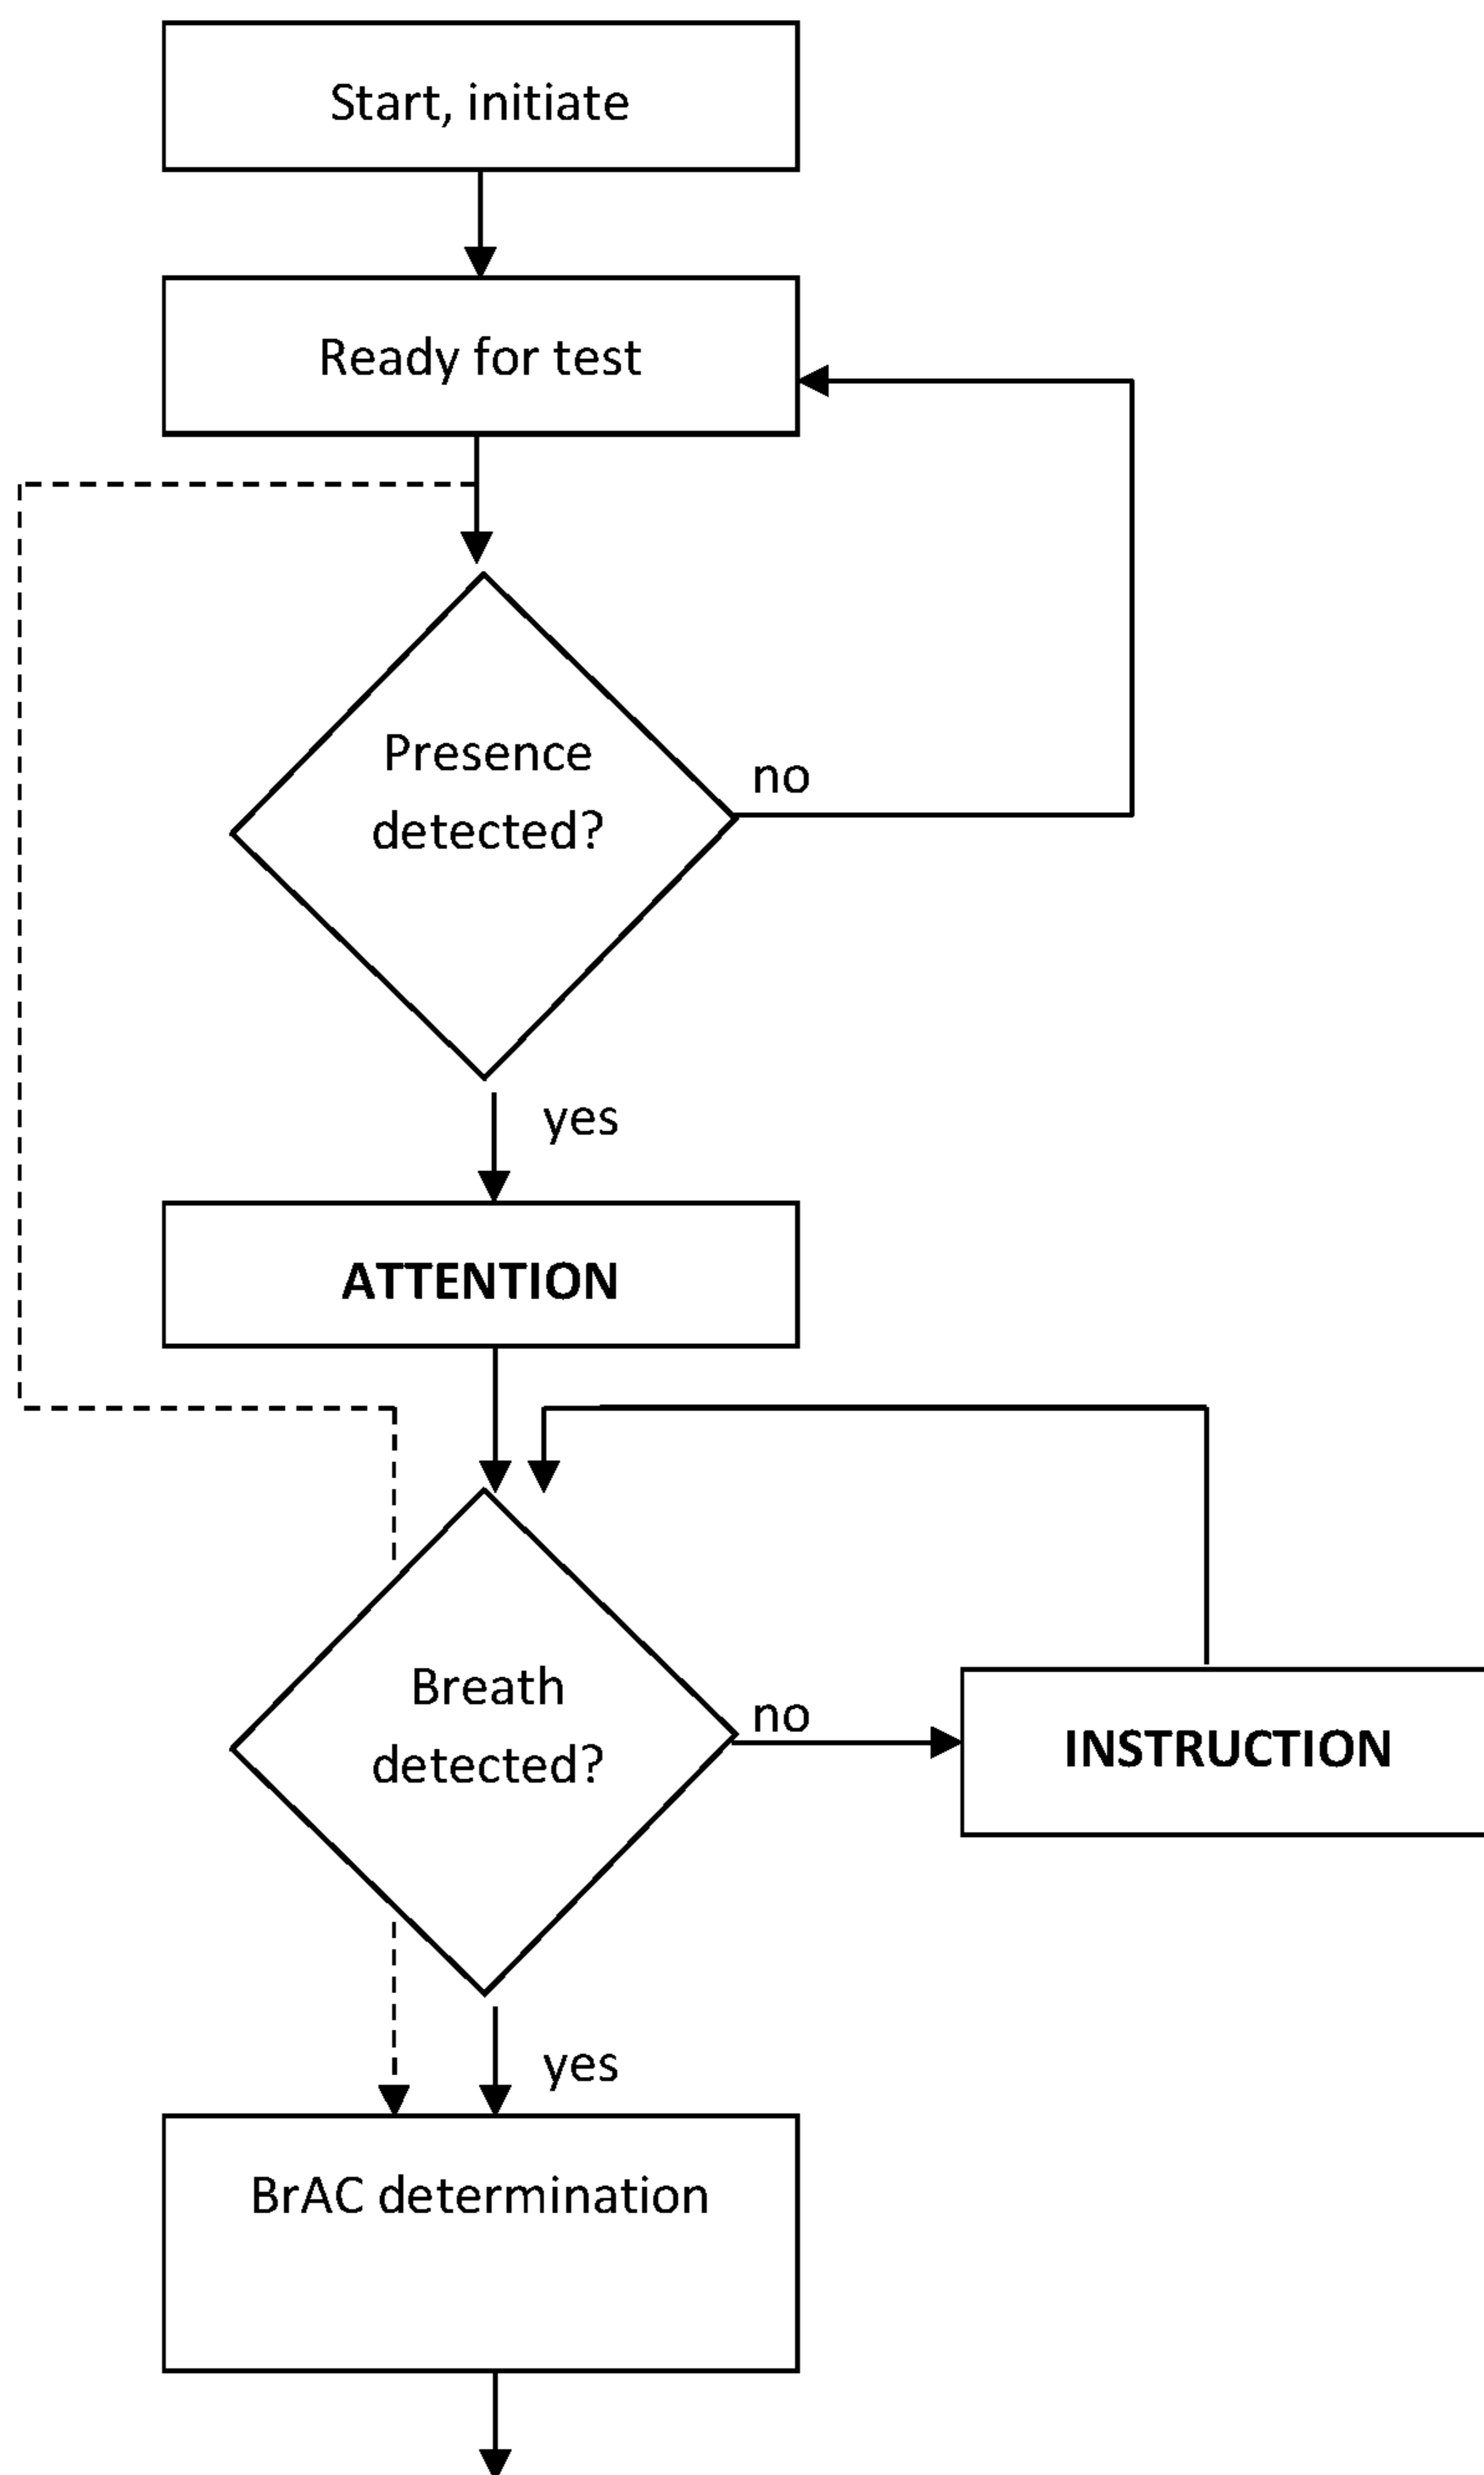 Start, initiate
Ready for test
Presence
detected?
no
yes
ATTENTION
Breath
detected?
no
INSTRUCTION
yes
BrAC determination